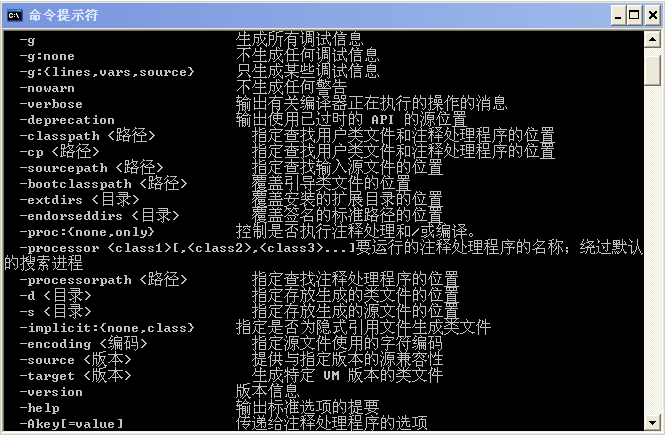 命令提示符
-g 生成所有调试信息
-g:none 不生成任何调试信息
-g:{lines,vars,source} 只生成某些调试信息
-nowarn 不生成任何警告
-verbose 输出有关编译器正在执行的操作的消息
-deprecation 输出使用已过时的 API 的源位置
-classpath <路径> 指定查找用户类文件和注释处理程序的位置
-cp <路径> 指定查找用户类文件和注释处理程序的位置
-sourcepath <路径> 指定查找输入源文件的位置
-bootclasspath <路径> 覆盖引导类文件的位置
-extdirs <目录> 覆盖安装的扩展目录的位置
-endorseddirs <目录> 覆盖签名的标准路径的位置
-proc:{none,only} 控制是否执行注释处理和/或编译。
-processor <class1>[,<class2>,<class3>...]要运行的注释处理程序的名称；绕过默认
的搜索进程
-processorpath <路径> 指定查找注释处理程序的位置
-d <目录> 指定存放生成的类文件的位置
-s <目录> 指定存放生成的源文件的位置
-implicit:{none,class} 指定是否为隐式引用文件生成类文件
-encoding <编码> 指定源文件使用的字符编码
-source <版本> 提供与指定版本的源兼容性
-target <版本> 生成特定 VM 版本的类文件
-version 版本信息
-help 输出标准选项的提要
-Akey[=value] 传递给注释处理程序的选项